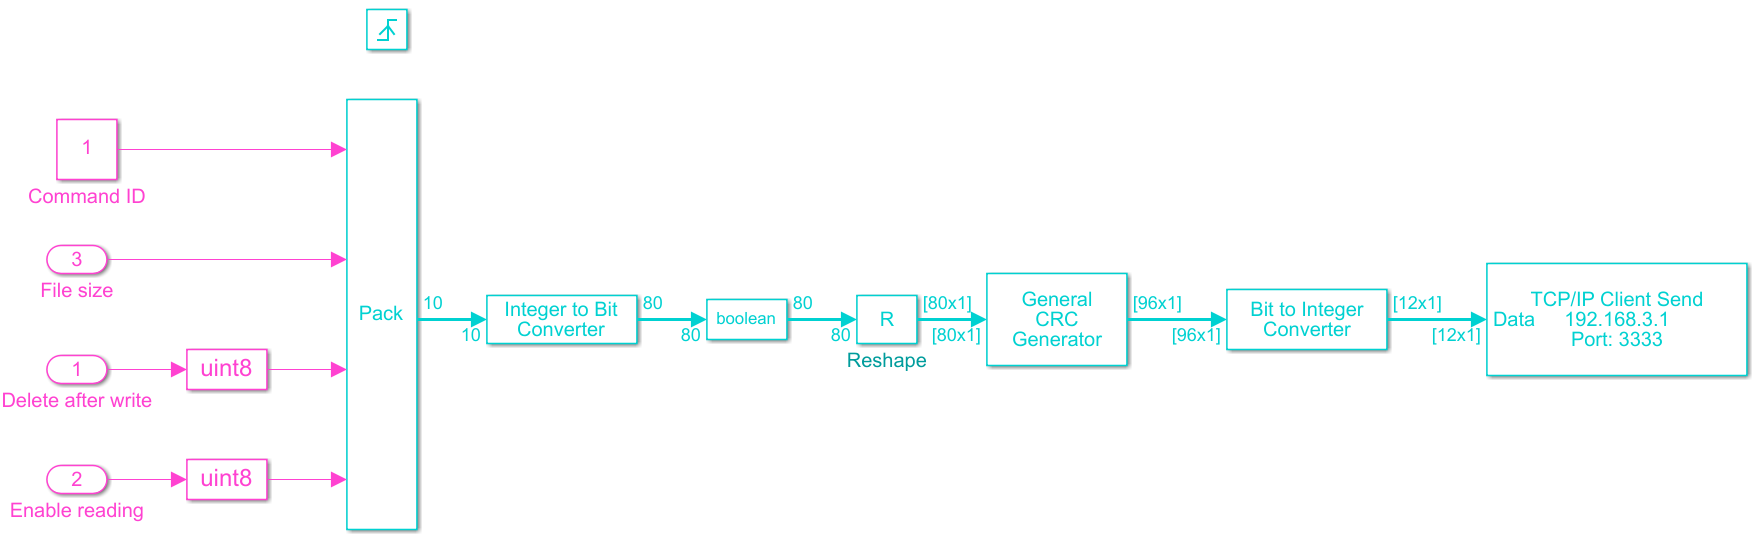 1
Command ID
3
File size
1
Delete after write
uint8
2
Enable reading
uint8
Pack
10
10
Integer to Bit
Converter
80
80
boolean
80
80
R
Reshape
[80x1]
[80x1]
General
CRC
Generator
[96x1]
[96x1]
Bit to Integer
Converter
[12x1]
[12x1]
Data
TCP/IP Client Send
192.168.3.1
Port: 3333